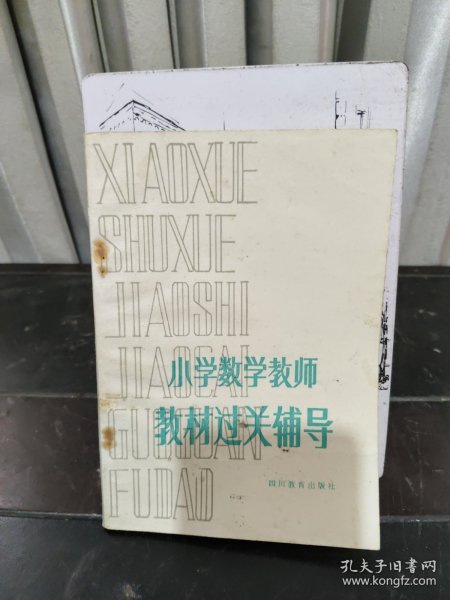 XIAOXUE
SHUXUE
JIAOSHI
JIAOCAI
小学数学教师
GUOGUAN
教材过关辅导
FUDAO
四川教育出版社
孔夫子旧书网
www.kongfz.com